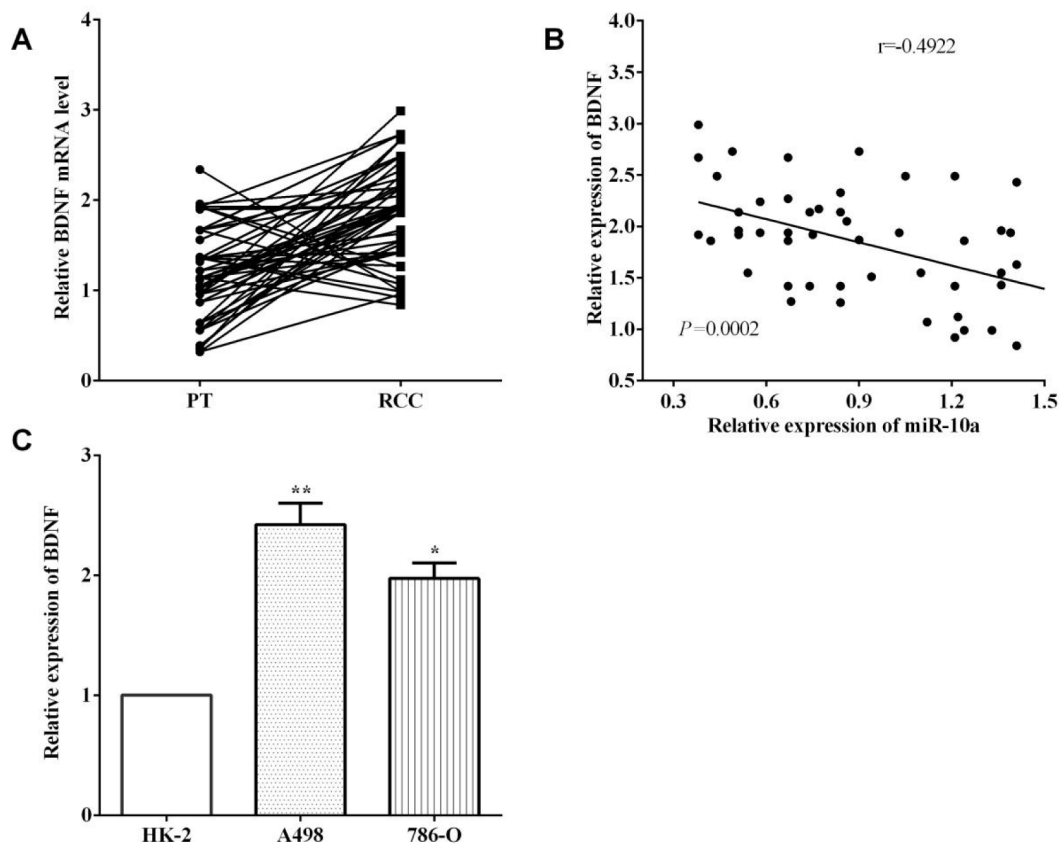 A
Relative BDNF mRNA level
4
3
2
1
0
PT
RCC
B
Relative expression of BDNF
4.0
3.5
3.0
2.5
2.0
1.5
1.0
0.5
r=-0.4922
P=0.0002
0.3
0.6
0.9
1.2
1.5
Relative expression of miR-10a
C
Relative expression of BDNF
3
2
1
0
**
*
HK-2
A498
786-O